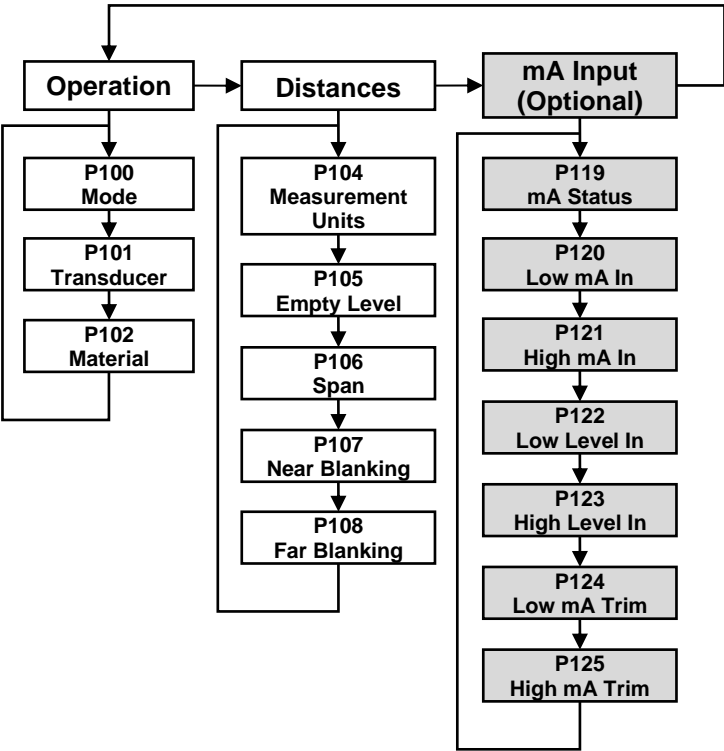 Operation
P100
Mode
P101
Transducer
P102
Material
Distances
P104
Measurement
Units
P105
Empty Level
P106
Span
P107
Near Blanking
P108
Far Blanking
mA Input
(Optional)
P119
mA Status
P120
Low mA In
P121
High mA In
P122
Low Level In
P123
High Level In
P124
Low mA Trim
P125
High mA Trim